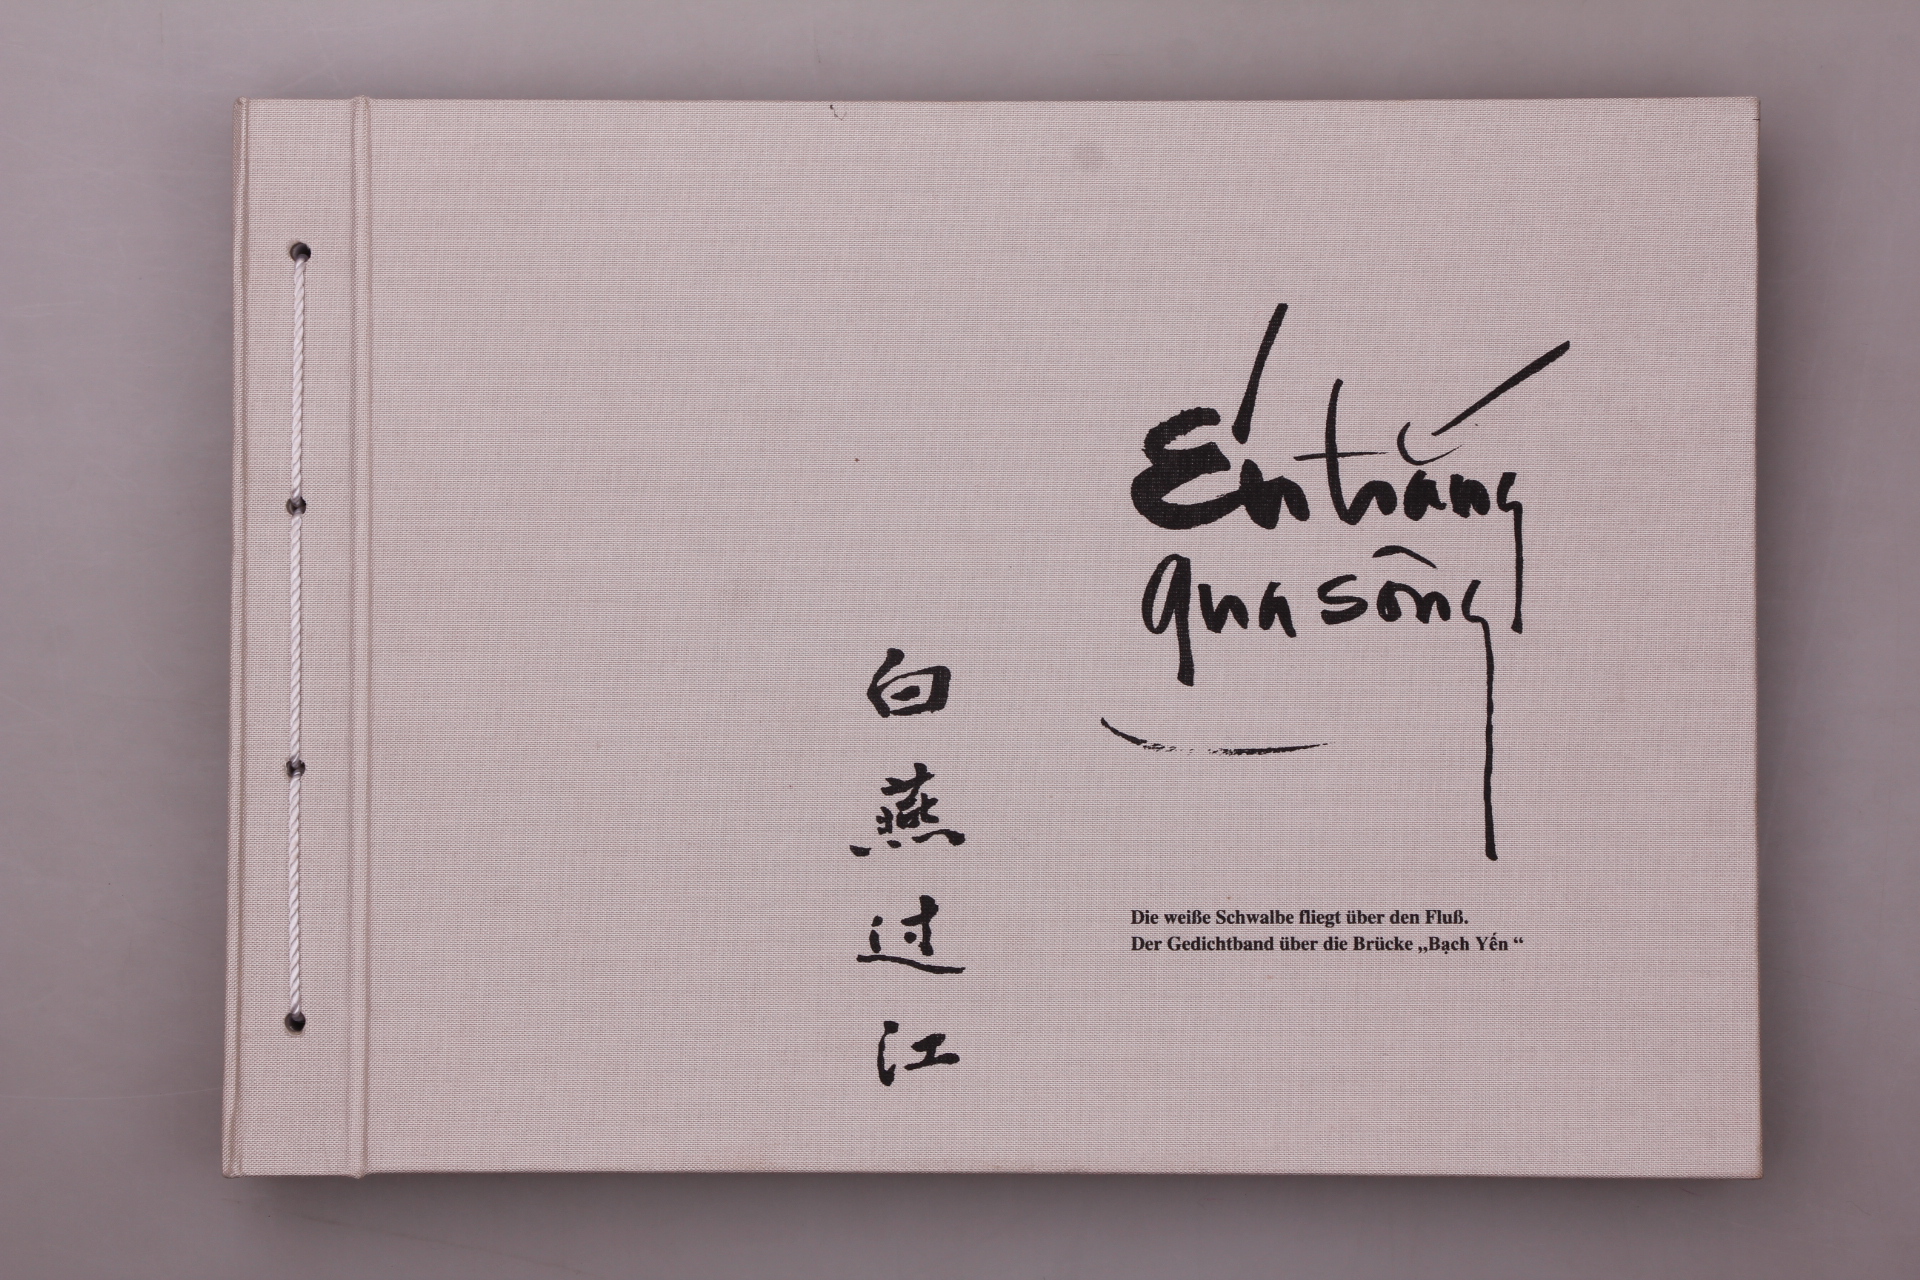 Én trắng
qua sông
白燕过江
Die weiße Schwalbe fliegt über den Fluß.
Der Gedichtband über die Brücke „Bạch Yến “